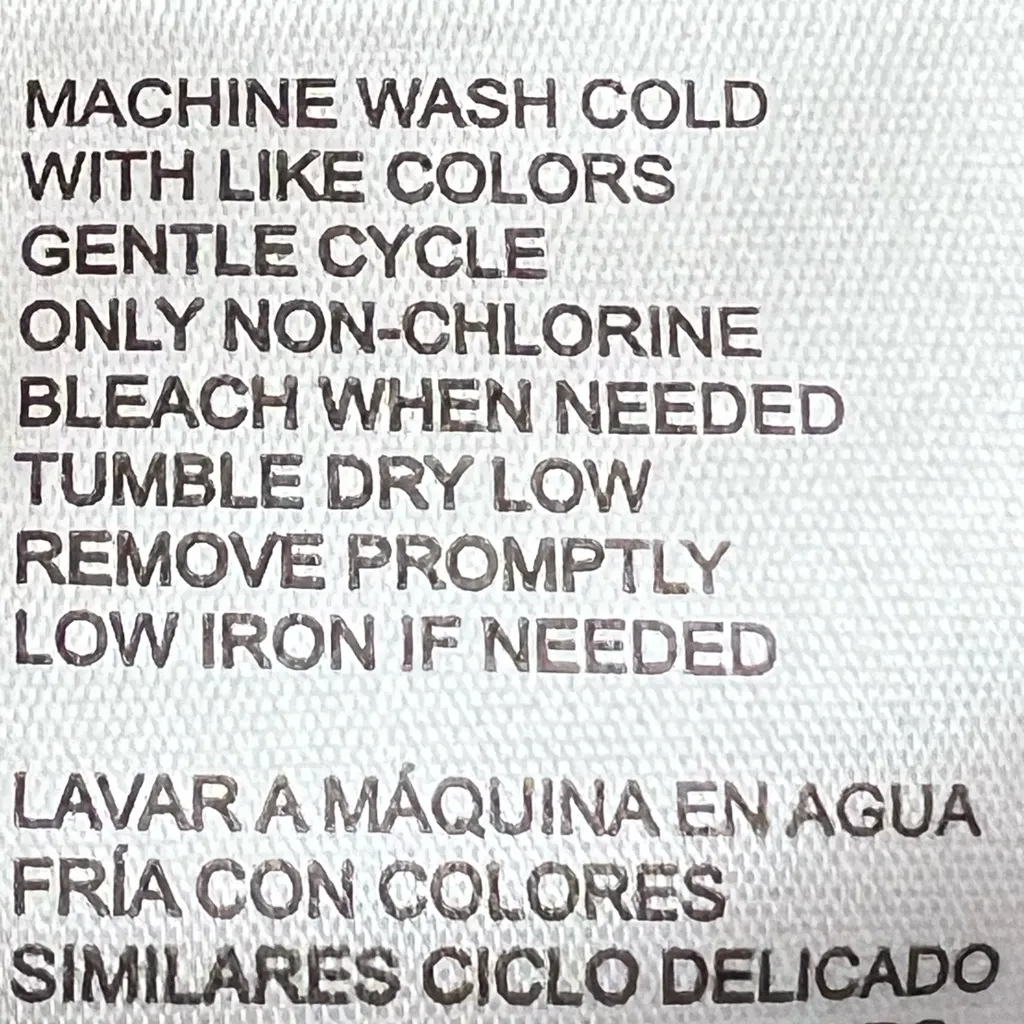 MACHINE WASH COLD
WITH LIKE COLORS
GENTLE CYCLE
ONLY NON-CHLORINE
BLEACH WHEN NEEDED
TUMBLE DRY LOW
REMOVE PROMPTLY
LOW IRON IF NEEDED
LAVAR A MÁQUINA EN AGUA
FRÍA CON COLORES
SIMILARES CICLO DELICADO